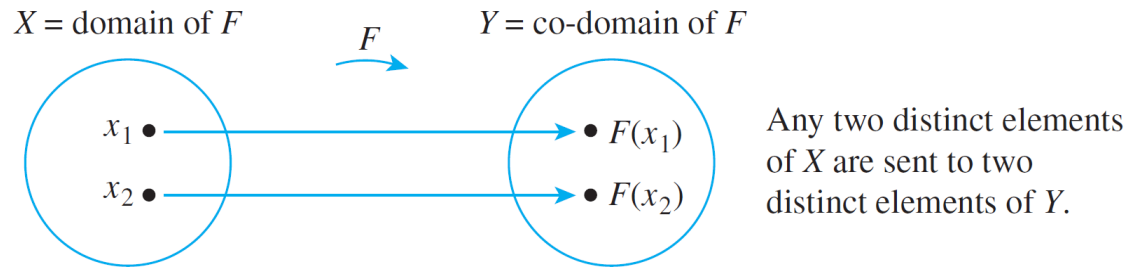 X = domain of F
F
Y = co-domain of F
x₁
F(x₁)
x₂
F(x₂)
Any two distinct elements
of X are sent to two
distinct elements of Y.